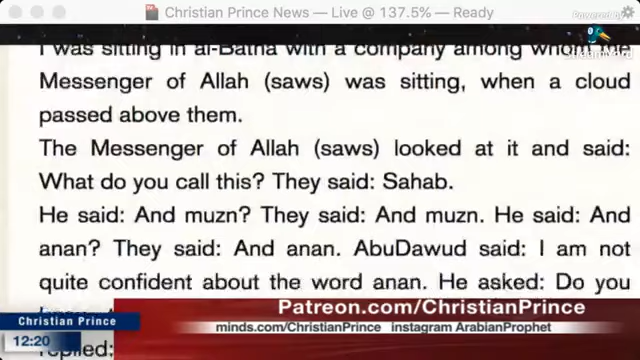 Christian Prince News — Live @ 137.5% — Ready
Powered by
I was sitting in al-Batha with a company among whom the
Messenger of Allah (saws) was sitting, when a cloud
passed above them.
The Messenger of Allah (saws) looked at it and said:
What do you call this? They said: Sahab.
He said: And muzn? They said: And muzn. He said: And
anan? They said: And anan. AbuDawud said: I am not
quite confident about the word anan. He asked: Do you
replied:
Patreon.com/ChristianPrince
Christian Prince
minds.com/ChristianPrince instagram ArabianProphet
12:20